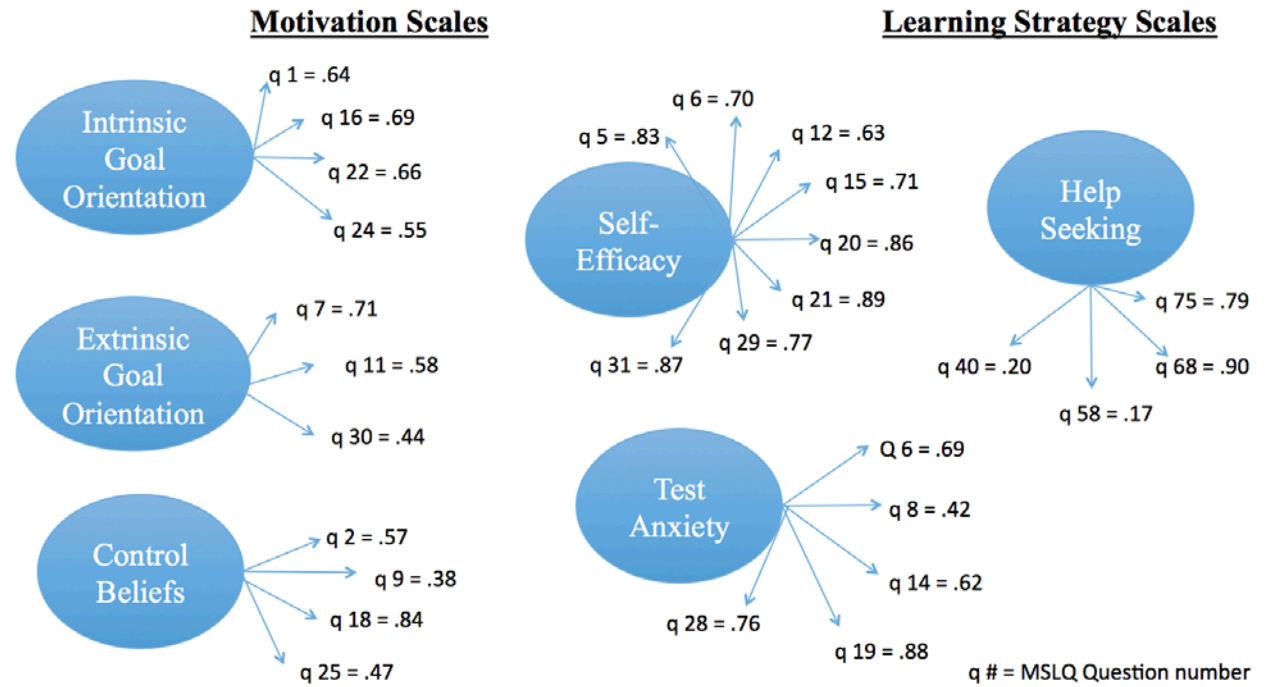 Motivation Scales
Learning Strategy Scales
Intrinsic
Goal
Orientation
q 1 = .64
q 16 = .69
q 22 = .66
q 24 = .55
Extrinsic
Goal
Orientation
q 7 = .71
q 11 = .58
q 30 = .44
Control
Beliefs
q 2 = .57
q 9 = .38
q 18 = .84
q 25 = .47
Self-
Efficacy
q 5 = .83
q 6 = .70
q 12 = .63
q 15 = .71
q 20 = .86
q 21 = .89
q 29 = .77
q 31 = .87
Test
Anxiety
Q 6 = .69
q 8 = .42
q 14 = .62
q 19 = .88
q 28 = .76
Help
Seeking
q 75 = .79
q 68 = .90
q 58 = .17
q 40 = .20
q # = MSLQ Question number